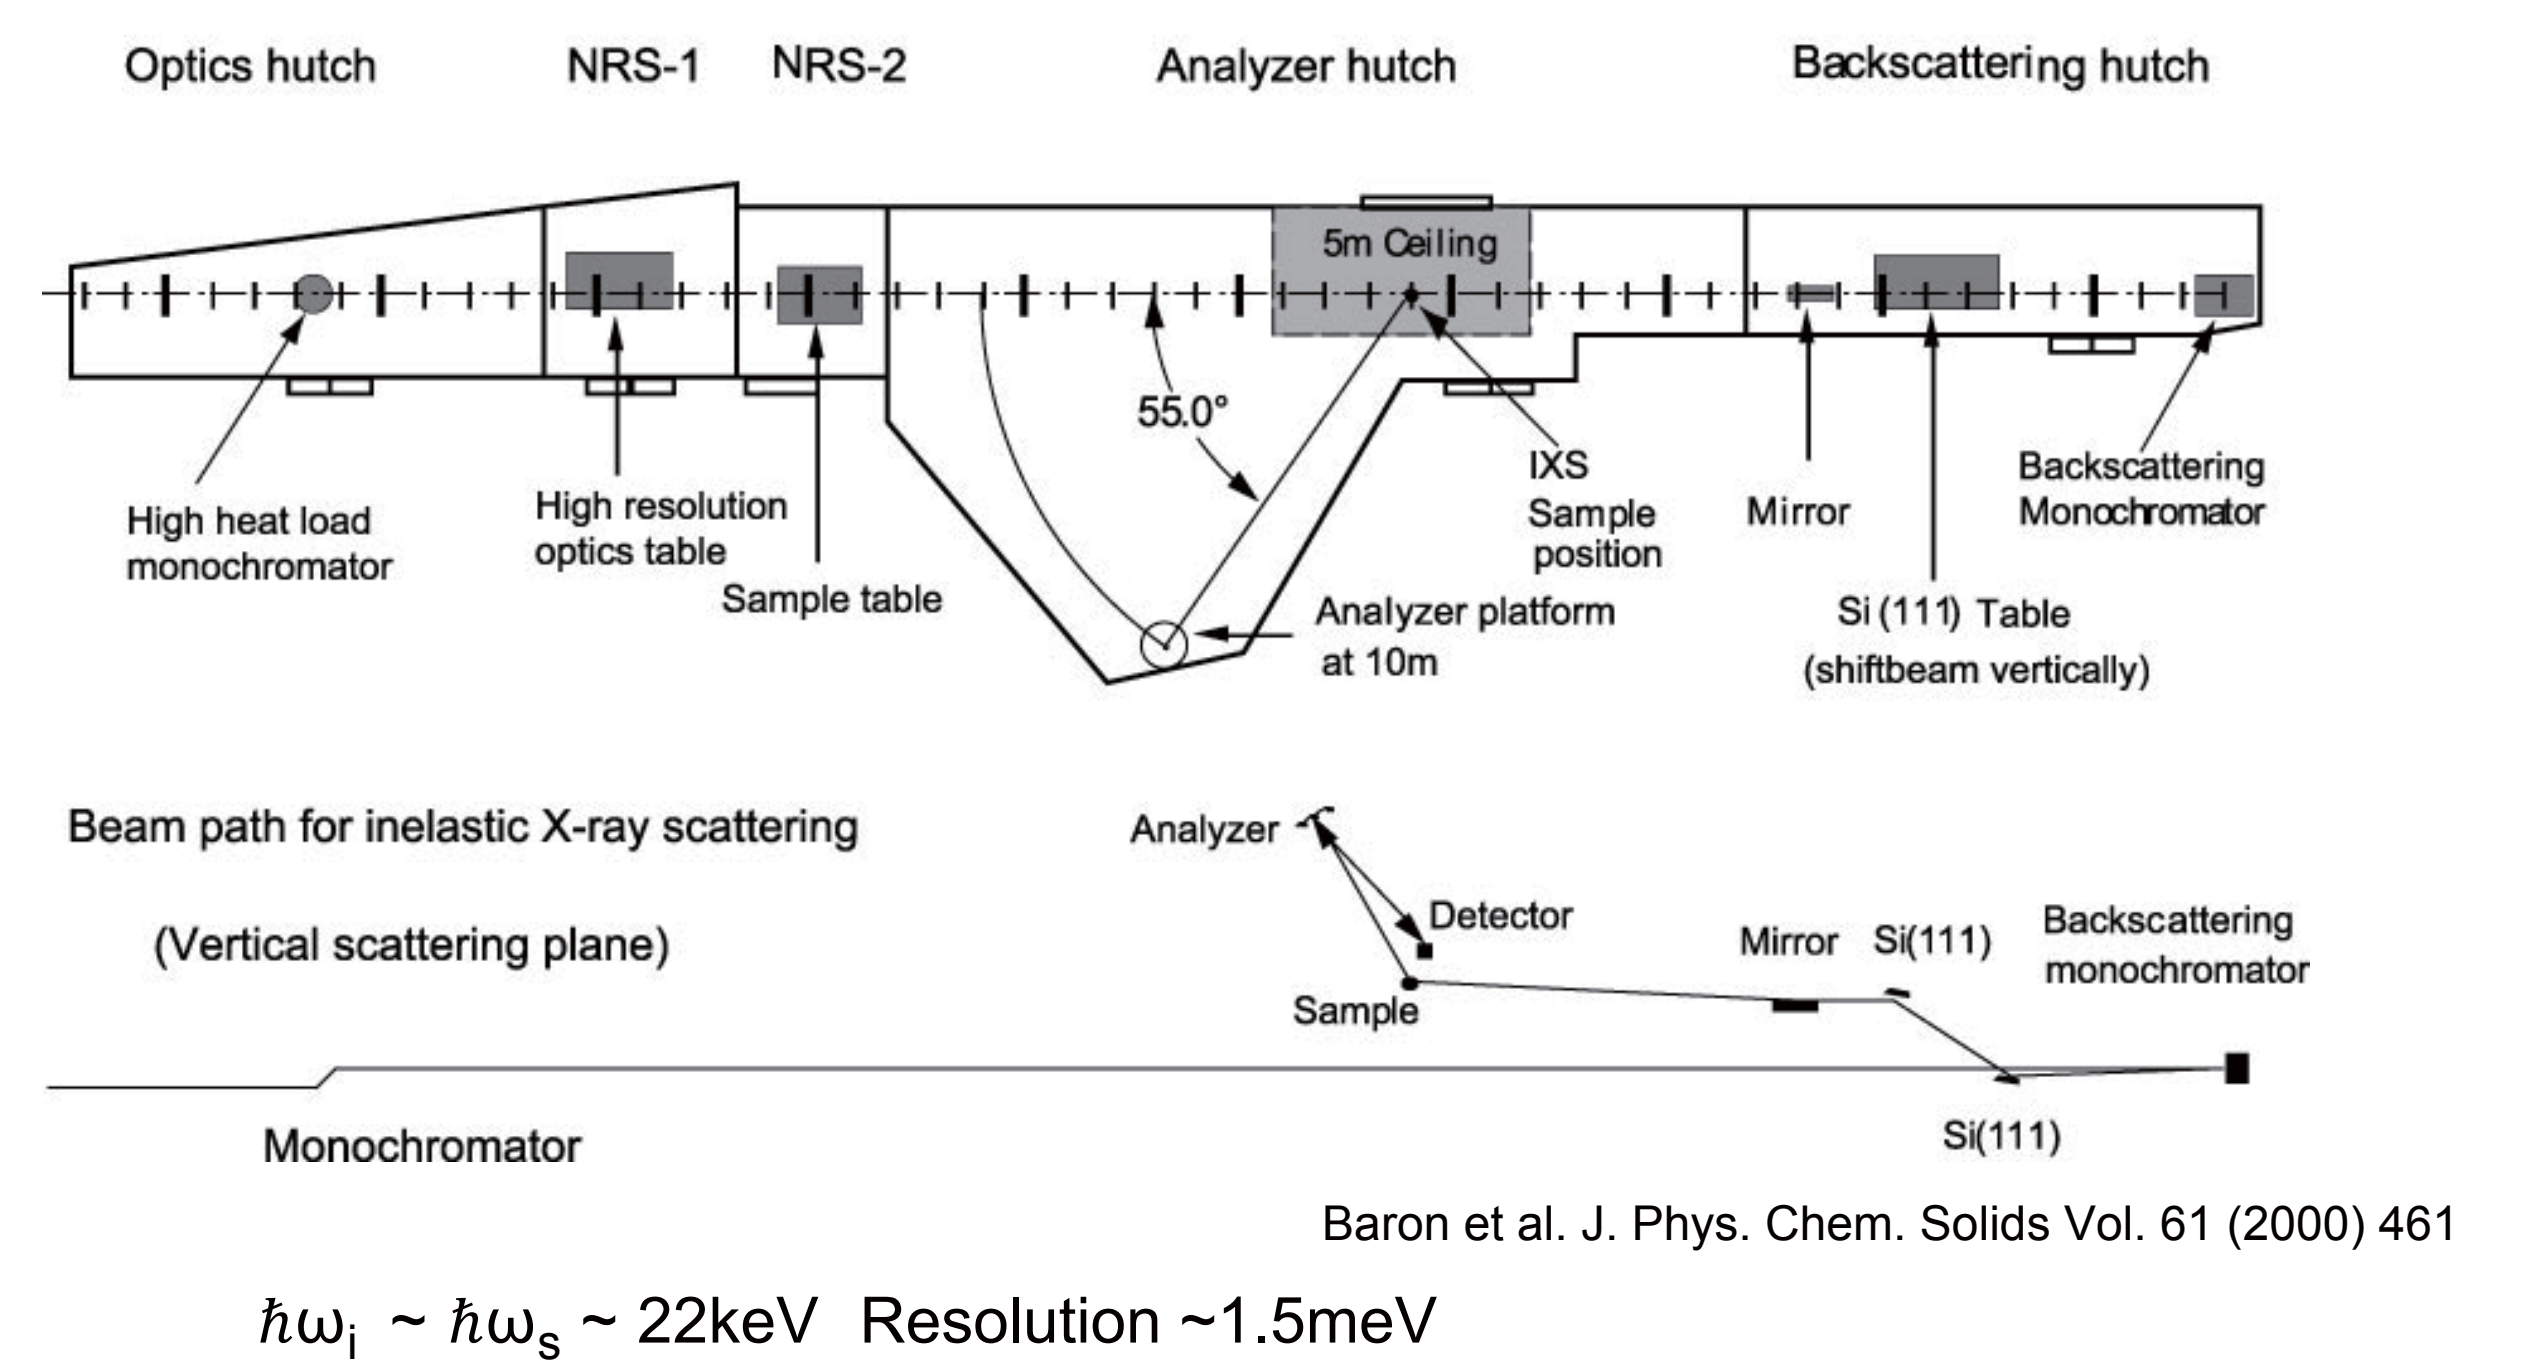 Optics hutch
NRS-1
NRS-2
Analyzer hutch
Backscattering hutch
5m Ceiling
55.0°
High heat load
monochromator
High resolution
optics table
Sample table
IXS
Sample
position
Analyzer platform
at 10m
Mirror
Si (111) Table
(shiftbeam vertically)
Backscattering
Monochromator
Beam path for inelastic X-ray scattering
(Vertical scattering plane)
Analyzer
Detector
Sample
Mirror
Si(111)
Backscattering
monochromator
Monochromator
Si(111)
Baron et al. J. Phys. Chem. Solids Vol. 61 (2000) 461
ℏωi ~ ℏωs ~ 22keV Resolution ~1.5meV